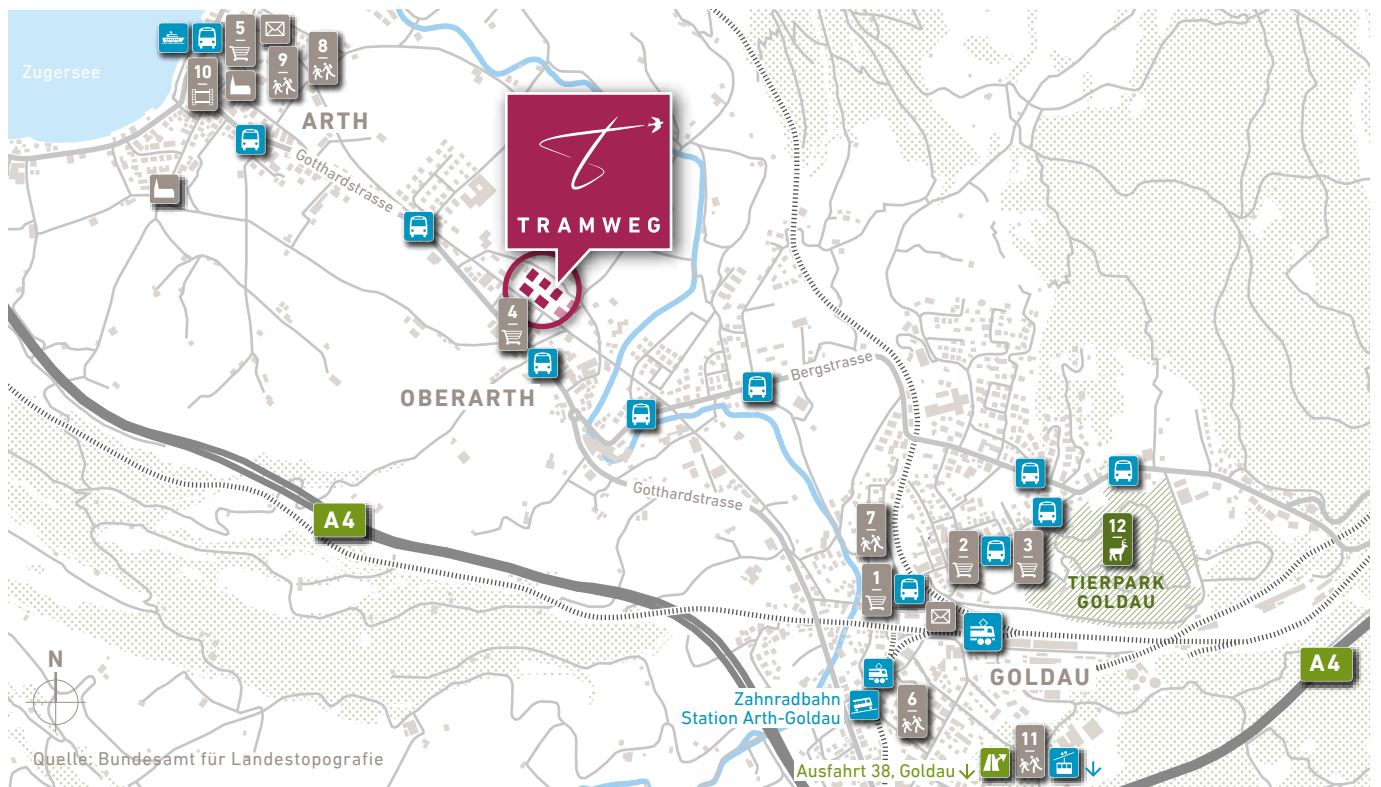 Zugersee
5
8
9
10
ARTH
Gotthardstrasse
TRAMWEG
4
OBERARTH
Bergstrasse
Gotthardstrasse
A4
7
2
3
12
TIERPARK
GOLDAU
1
GOLDAU
A4
N
Zahnradbahn
Station Arth-Goldau
6
11
Ausfahrt 38, Goldau
Quelle: Bundesamt für Landestopografie